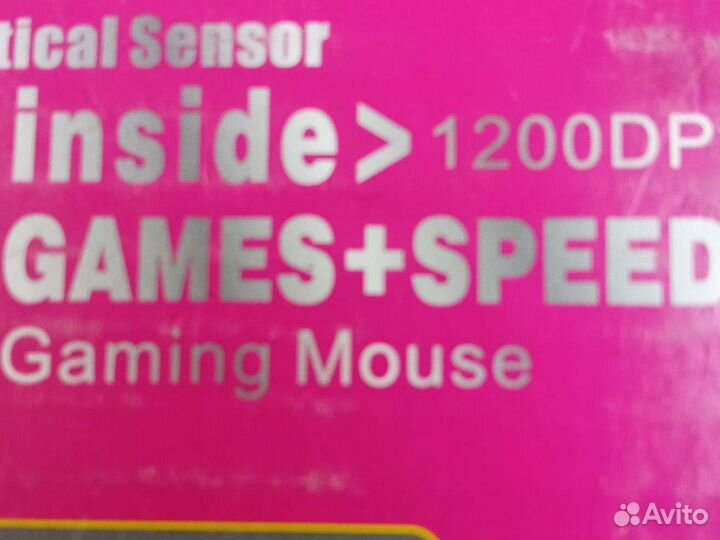 tical Sensor
inside> 1200DP
GAMES+SPEED
Gaming Mouse
Avito